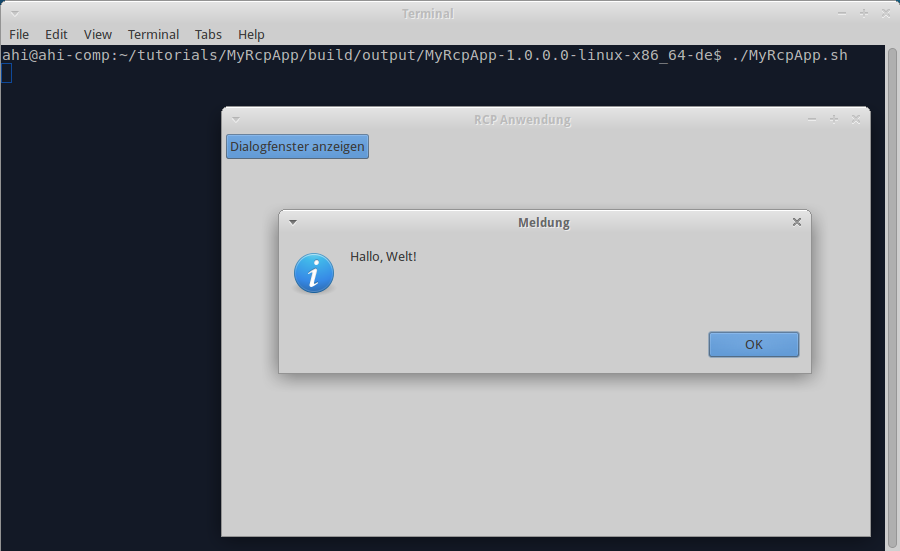 Terminal
File Edit View Terminal Tabs Help
ahi@ahi-comp:~/tutorials/MyRcpApp/build/output/MyRcpApp-1.0.0.0-linux-x86_64-de$ ./MyRcpApp.sh
RCP Anwendung
Dialogfenster anzeigen
Meldung
i
Hallo, Welt!
OK